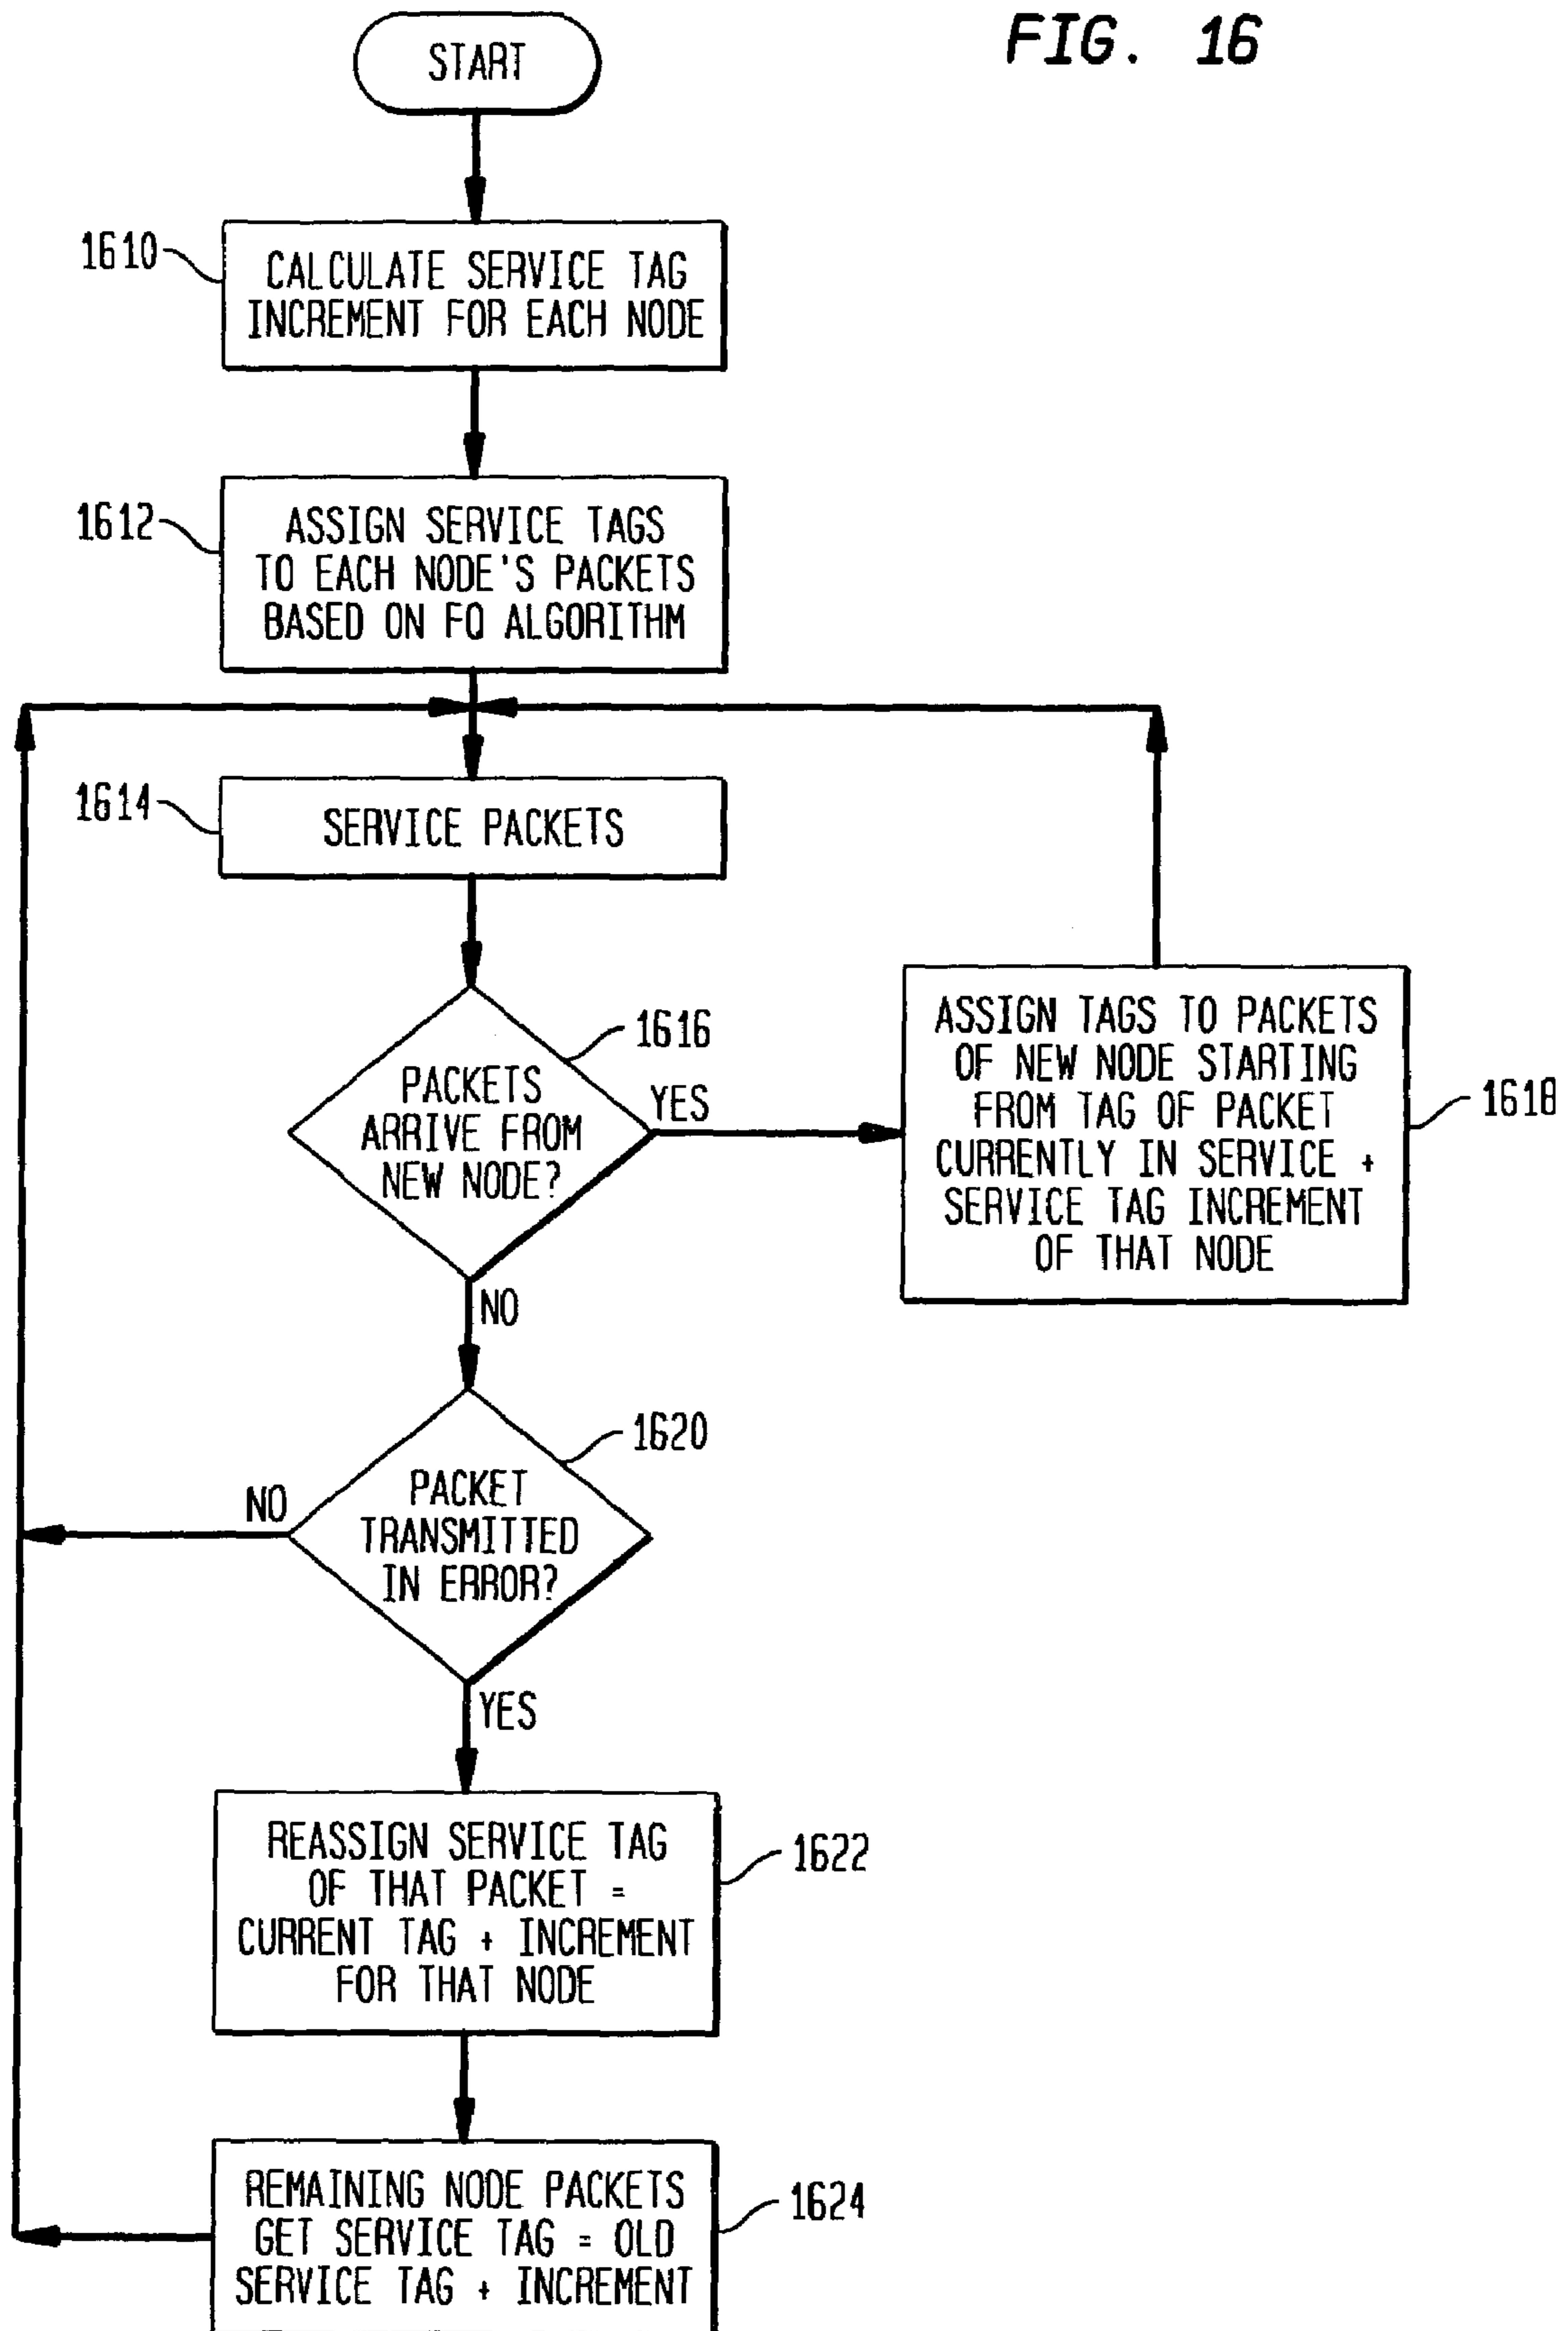 FIG. 16
START
1610
CALCULATE SERVICE TAG
INCREMENT FOR EACH NODE
1612
ASSIGN SERVICE TAGS
TO EACH NODE'S PACKETS
BASED ON FQ ALGORITHM
1614
SERVICE PACKETS
1616
PACKETS
ARRIVE FROM
NEW NODE?
YES
NO
ASSIGN TAGS TO PACKETS
OF NEW NODE STARTING
FROM TAG OF PACKET
CURRENTLY IN SERVICE +
SERVICE TAG INCREMENT
OF THAT NODE
1618
1620
PACKET
TRANSMITTED
IN ERROR?
NO
YES
REASSIGN SERVICE TAG
OF THAT PACKET =
CURRENT TAG + INCREMENT
FOR THAT NODE
1622
REMAINING NODE PACKETS
GET SERVICE TAG = OLD
SERVICE TAG + INCREMENT
1624